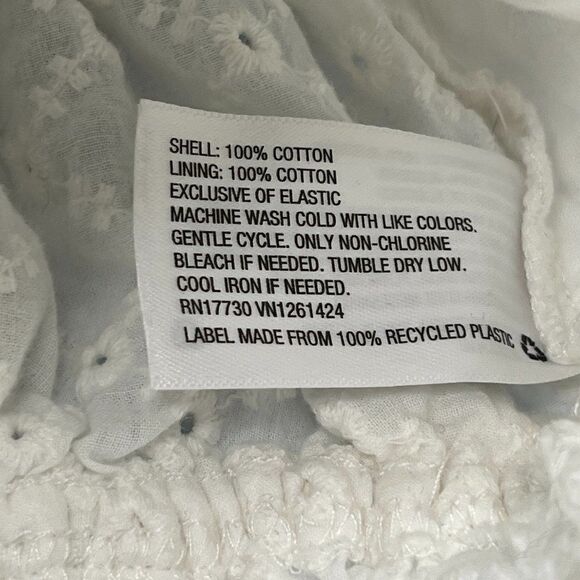 SHELL: 100% COTTON
LINING: 100% COTTON
EXCLUSIVE OF ELASTIC
MACHINE WASH COLD WITH LIKE COLORS.
GENTLE CYCLE. ONLY NON-CHLORINE
BLEACH IF NEEDED. TUMBLE DRY LOW.
COOL IRON IF NEEDED.
RN17730 VN1261424
LABEL MADE FROM 100% RECYCLED PLASTIC